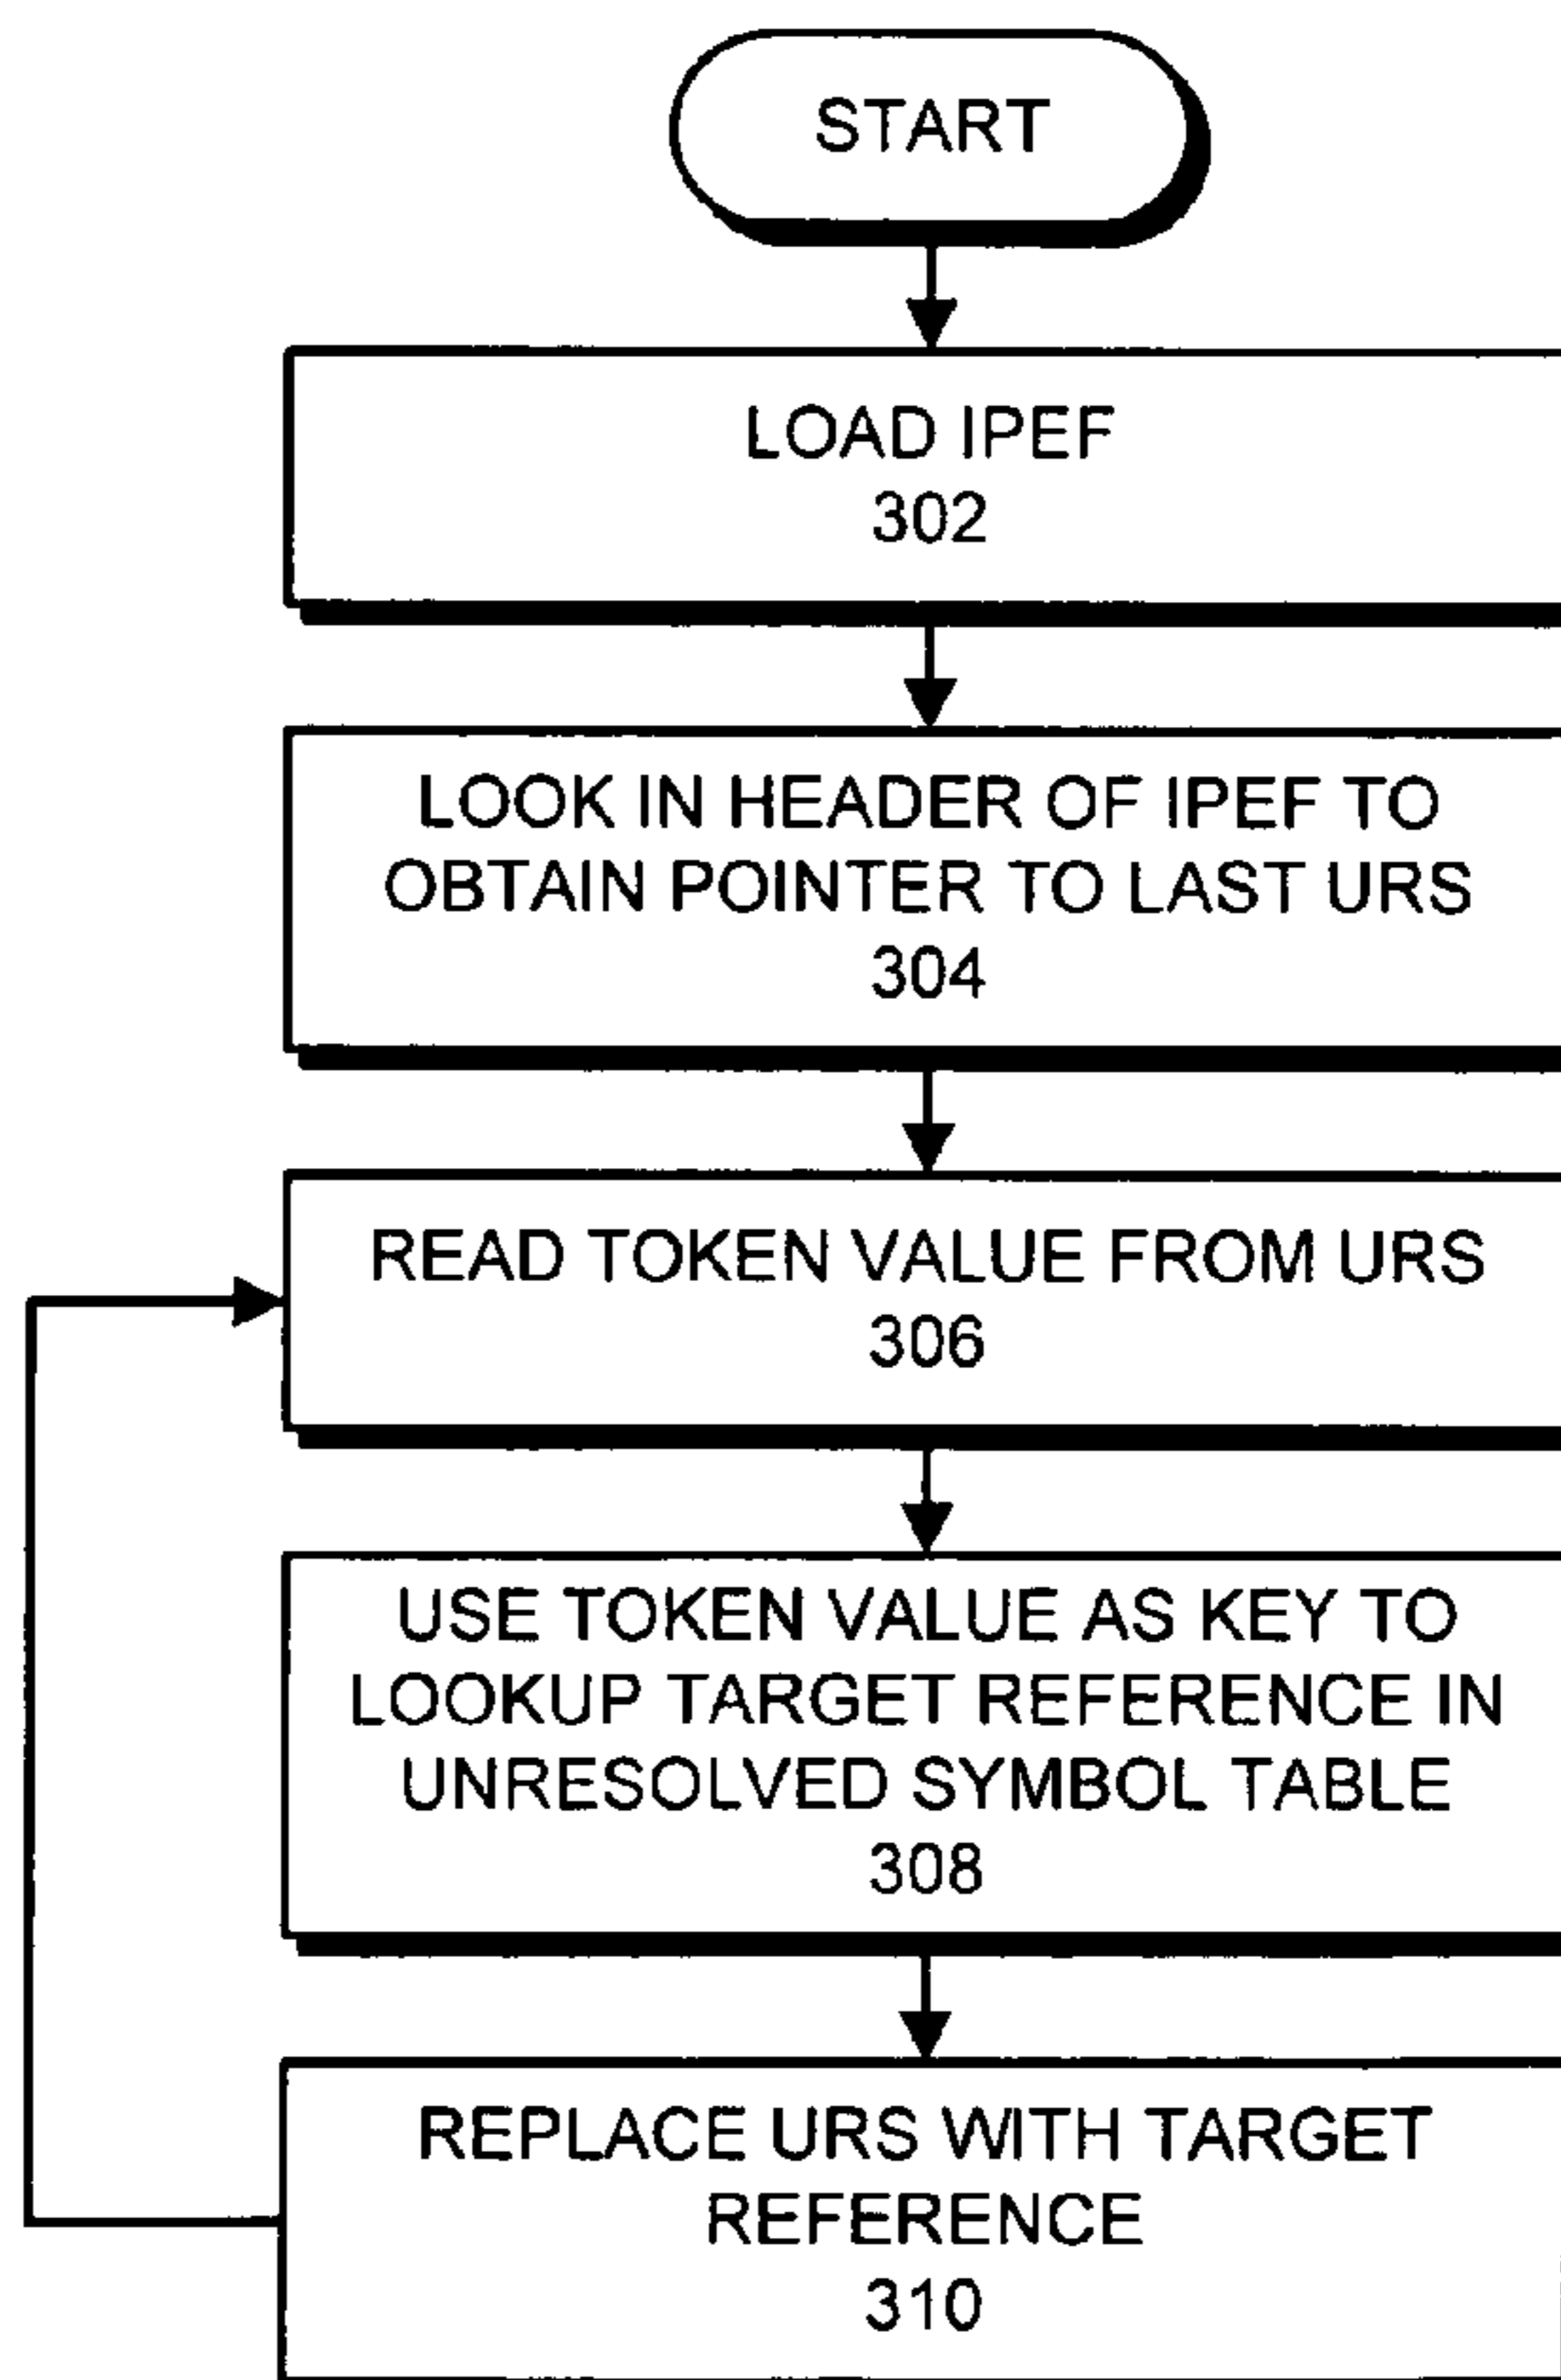 START
LOAD IPEF
302
LOOK IN HEADER OF IPEF TO
OBTAIN POINTER TO LAST URS
304
READ TOKEN VALUE FROM URS
306
USE TOKEN VALUE AS KEY TO
LOOKUP TARGET REFERENCE IN
UNRESOLVED SYMBOL TABLE
308
REPLACE URS WITH TARGET
REFERENCE
310